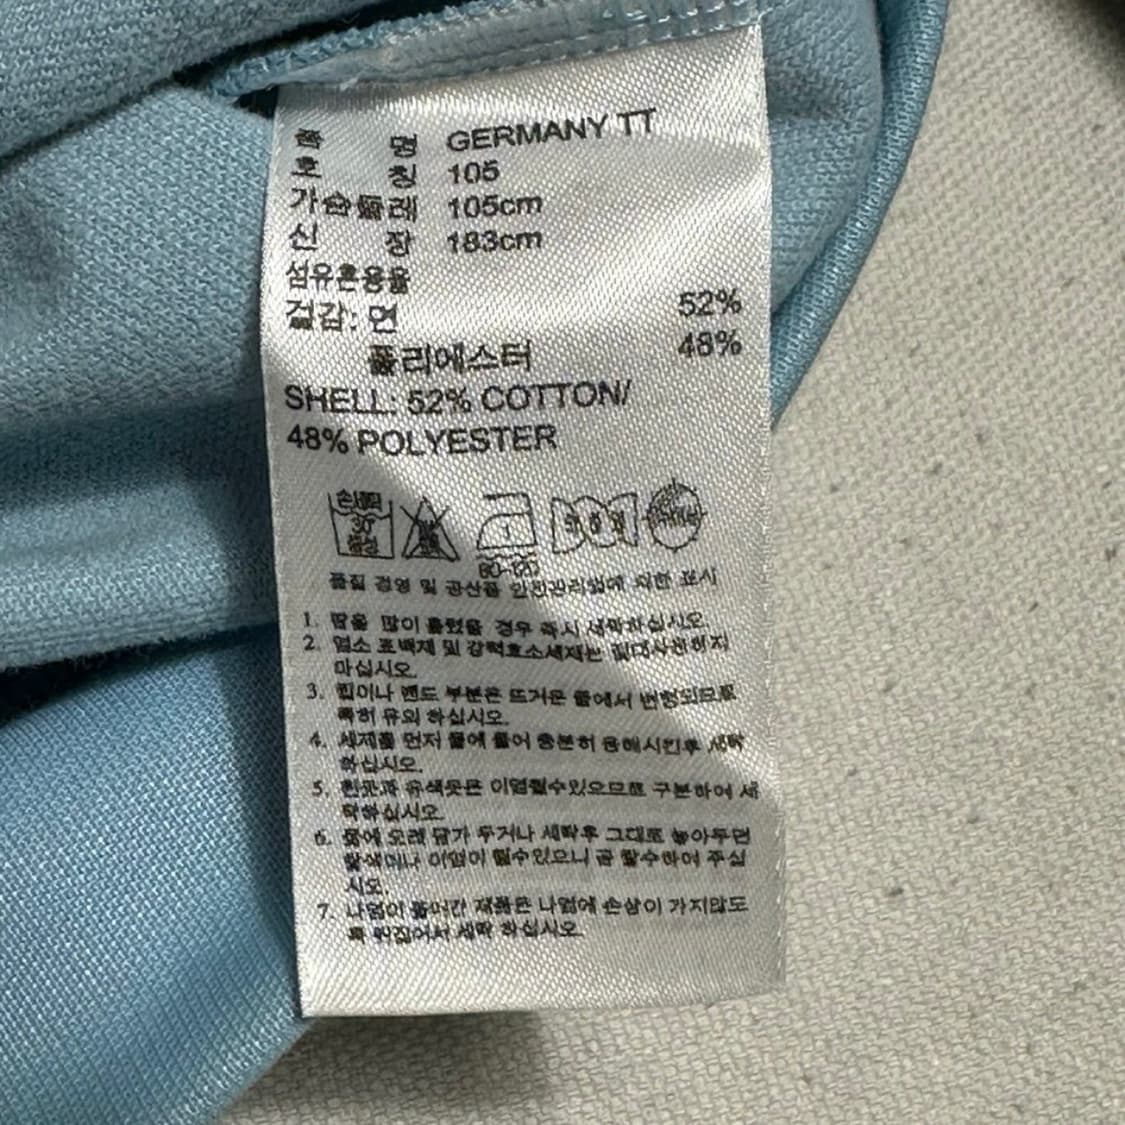 품 명 GERMANY TT
호 칭 105
가슴둘레 105cm
신 장 183cm
섬유혼용율
겉감: 면 52%
폴리에스터 48%
SHELL: 52% COTTON/
48% POLYESTER
80-120
품질 경영 및 공산품 안전관리법에 의한 표시
1. 땀을 많이 흘렸을 경우 즉시 세탁하십시오.
2. 염소 표백제 및 강력효소세제는 절대사용하지
마십시오.
3. 립이나 밴드 부분은 뜨거운 물에서 변형되므로
특히 유의 하십시오.
4. 세제를 먼저 물에 풀어 충분히 용해시킨후 세탁
하십시오.
5. 흰옷과 유색옷은 이염될수있으므로 구분하여 세
탁하십시오.
6. 물에 오래 담가 두거나 세탁후 그대로 놓아두면
탈색이나 이염이 될수있으니 곧 탈수하여 주십
시오.
7. 나염이 들어간 제품은 나염에 손상이 가지않도
록 뒤집어서 세탁 하십시오.